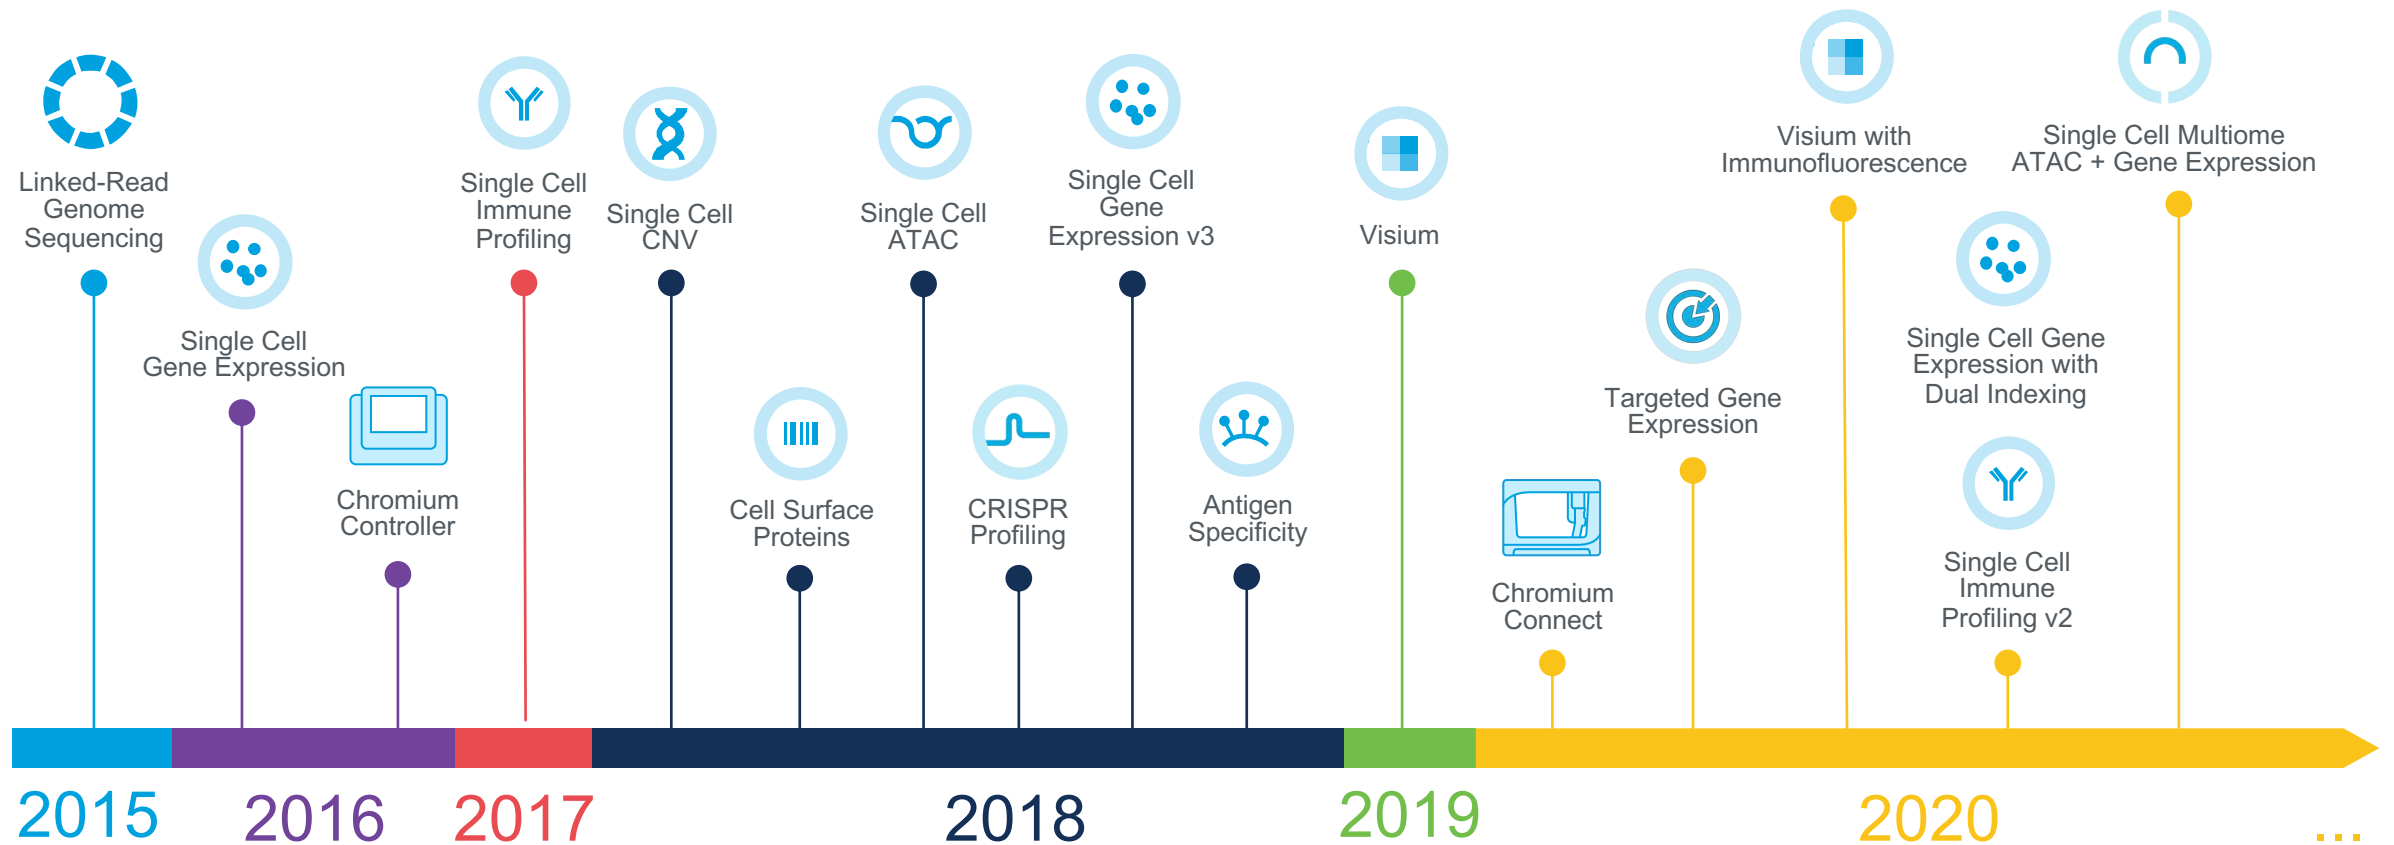 Linked-Read
Genome
Sequencing
Single Cell
Gene Expression
Chromium
Controller
Single Cell
Immune
Profiling
Single Cell
CNV
Cell Surface
Proteins
Single Cell
ATAC
CRISPR
Profiling
Single Cell
Gene
Expression v3
Antigen
Specificity
Visium
Chromium
Connect
Targeted Gene
Expression
Visium with
Immunofluorescence
Single Cell Gene
Expression with
Dual Indexing
Single Cell
Immune
Profiling v2
Single Cell Multiome
ATAC + Gene Expression
2015
2016
2017
2018
2019
2020
...